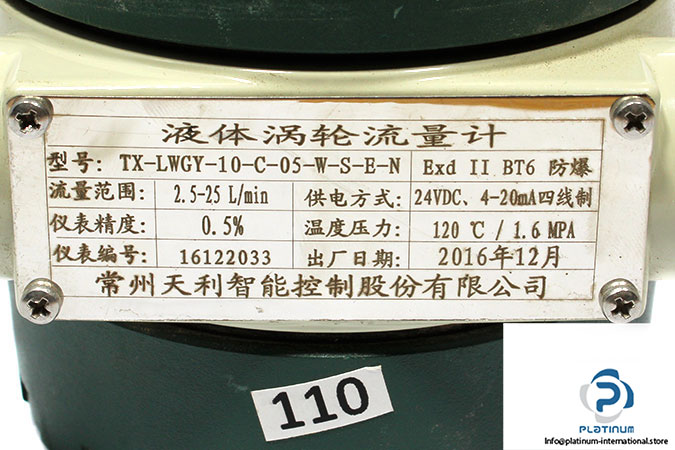 液体涡轮流量计
型号: TX-LWGY-10-C-05-W-S-E-N Exd II BT6 防爆
流量范围: 2.5-25 L/min 供电方式: 24VDC、4-20mA四线制
仪表精度: 0.5% 温度压力: 120 ℃ / 1.6 MPA
仪表编号: 16122033 出厂日期: 2016年12月
常州天利智能控制股份有限公司
110
PLATINUM
Info@platinum-international.store